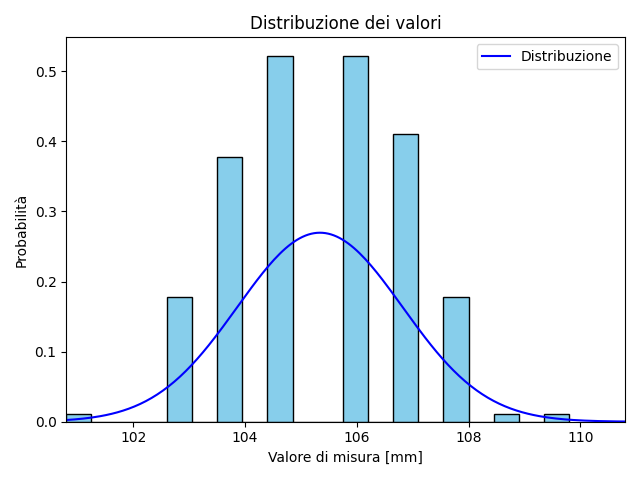 Distribuzione dei valori
Distribuzione
Probabilità
0.5
0.4
0.3
0.2
0.1
0.0
102 104 106 108 110
Valore di misura [mm]